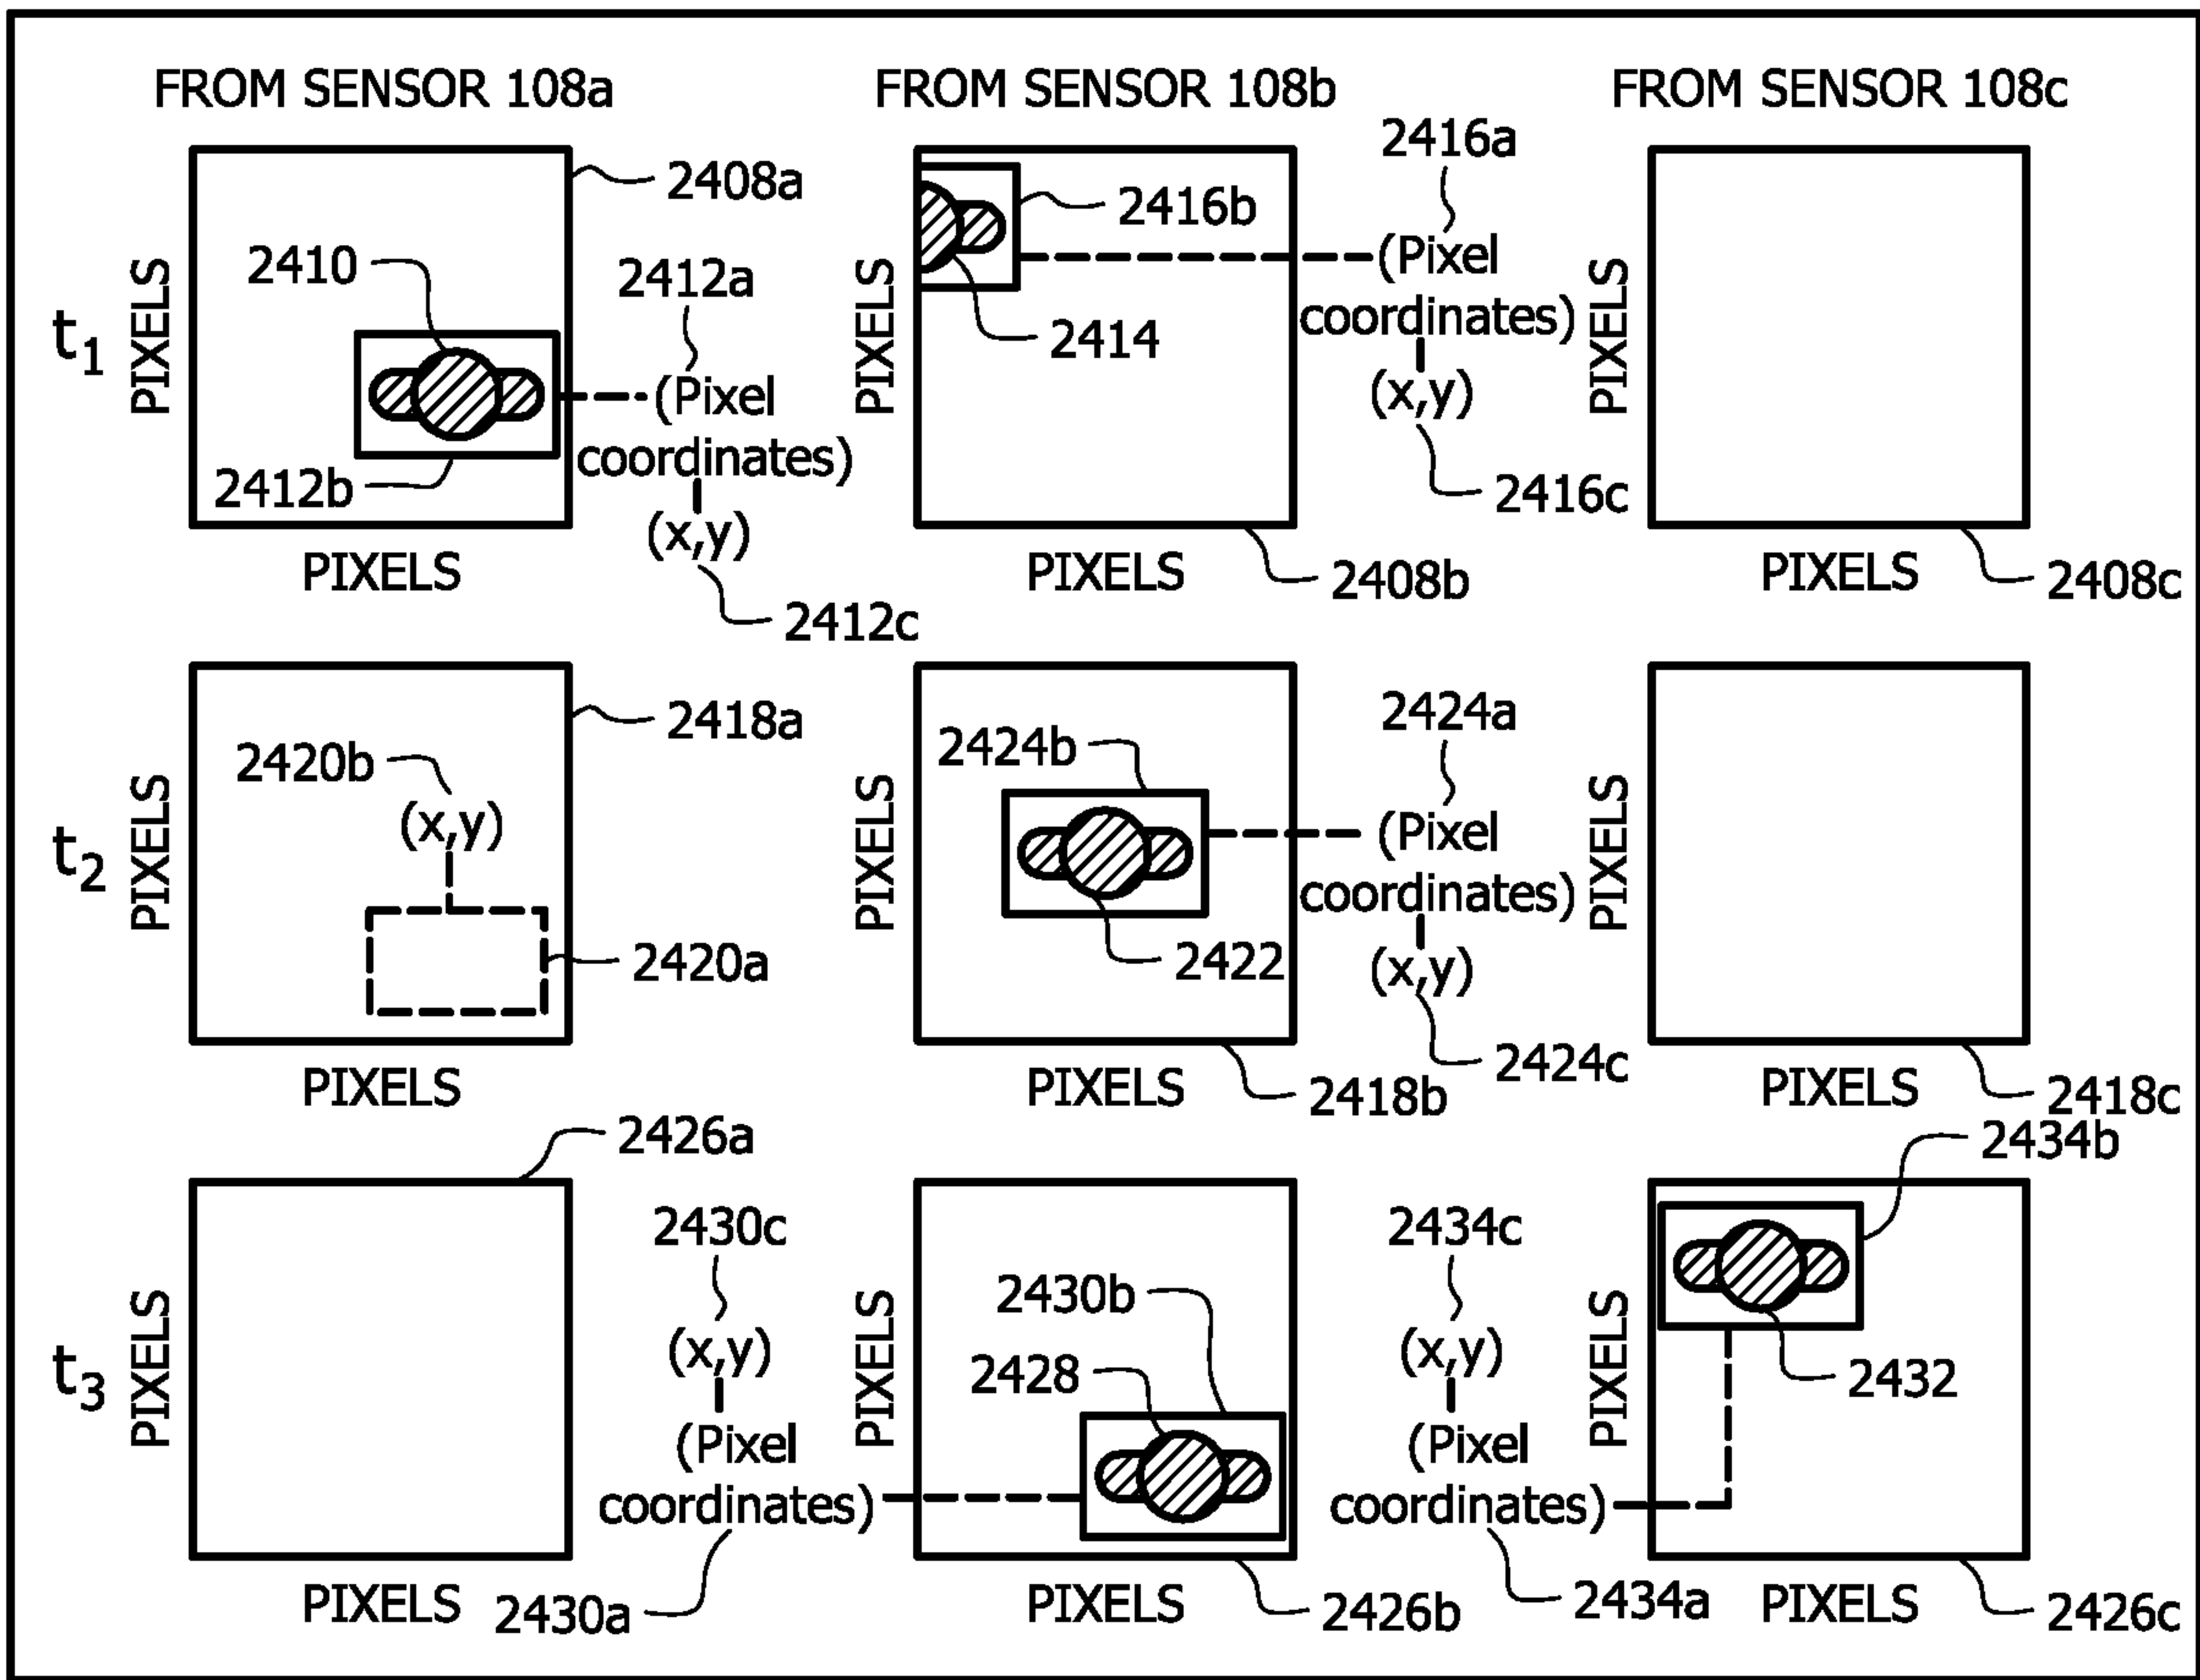 FROM SENSOR 108a
FROM SENSOR 108b
FROM SENSOR 108c
t1
PIXELS
2408a
2410
2412a
(Pixel
coordinates)
2412b
(x,y)
2412c
PIXELS
PIXELS
2416b
2414
2416a
(Pixel
coordinates)
(x,y)
2416c
PIXELS
2408b
PIXELS
PIXELS
2408c
t2
PIXELS
2418a
2420b
(x,y)
2420a
PIXELS
PIXELS
2424b
2422
2424a
(Pixel
coordinates)
(x,y)
2424c
PIXELS
2418b
PIXELS
PIXELS
2418c
t3
PIXELS
2426a
PIXELS
2430c
(x,y)
(Pixel
coordinates)
2430a
PIXELS
2430b
2428
PIXELS
2426b
2434c
(x,y)
(Pixel
coordinates)
2434a
PIXELS
2434b
2432
PIXELS
2426c